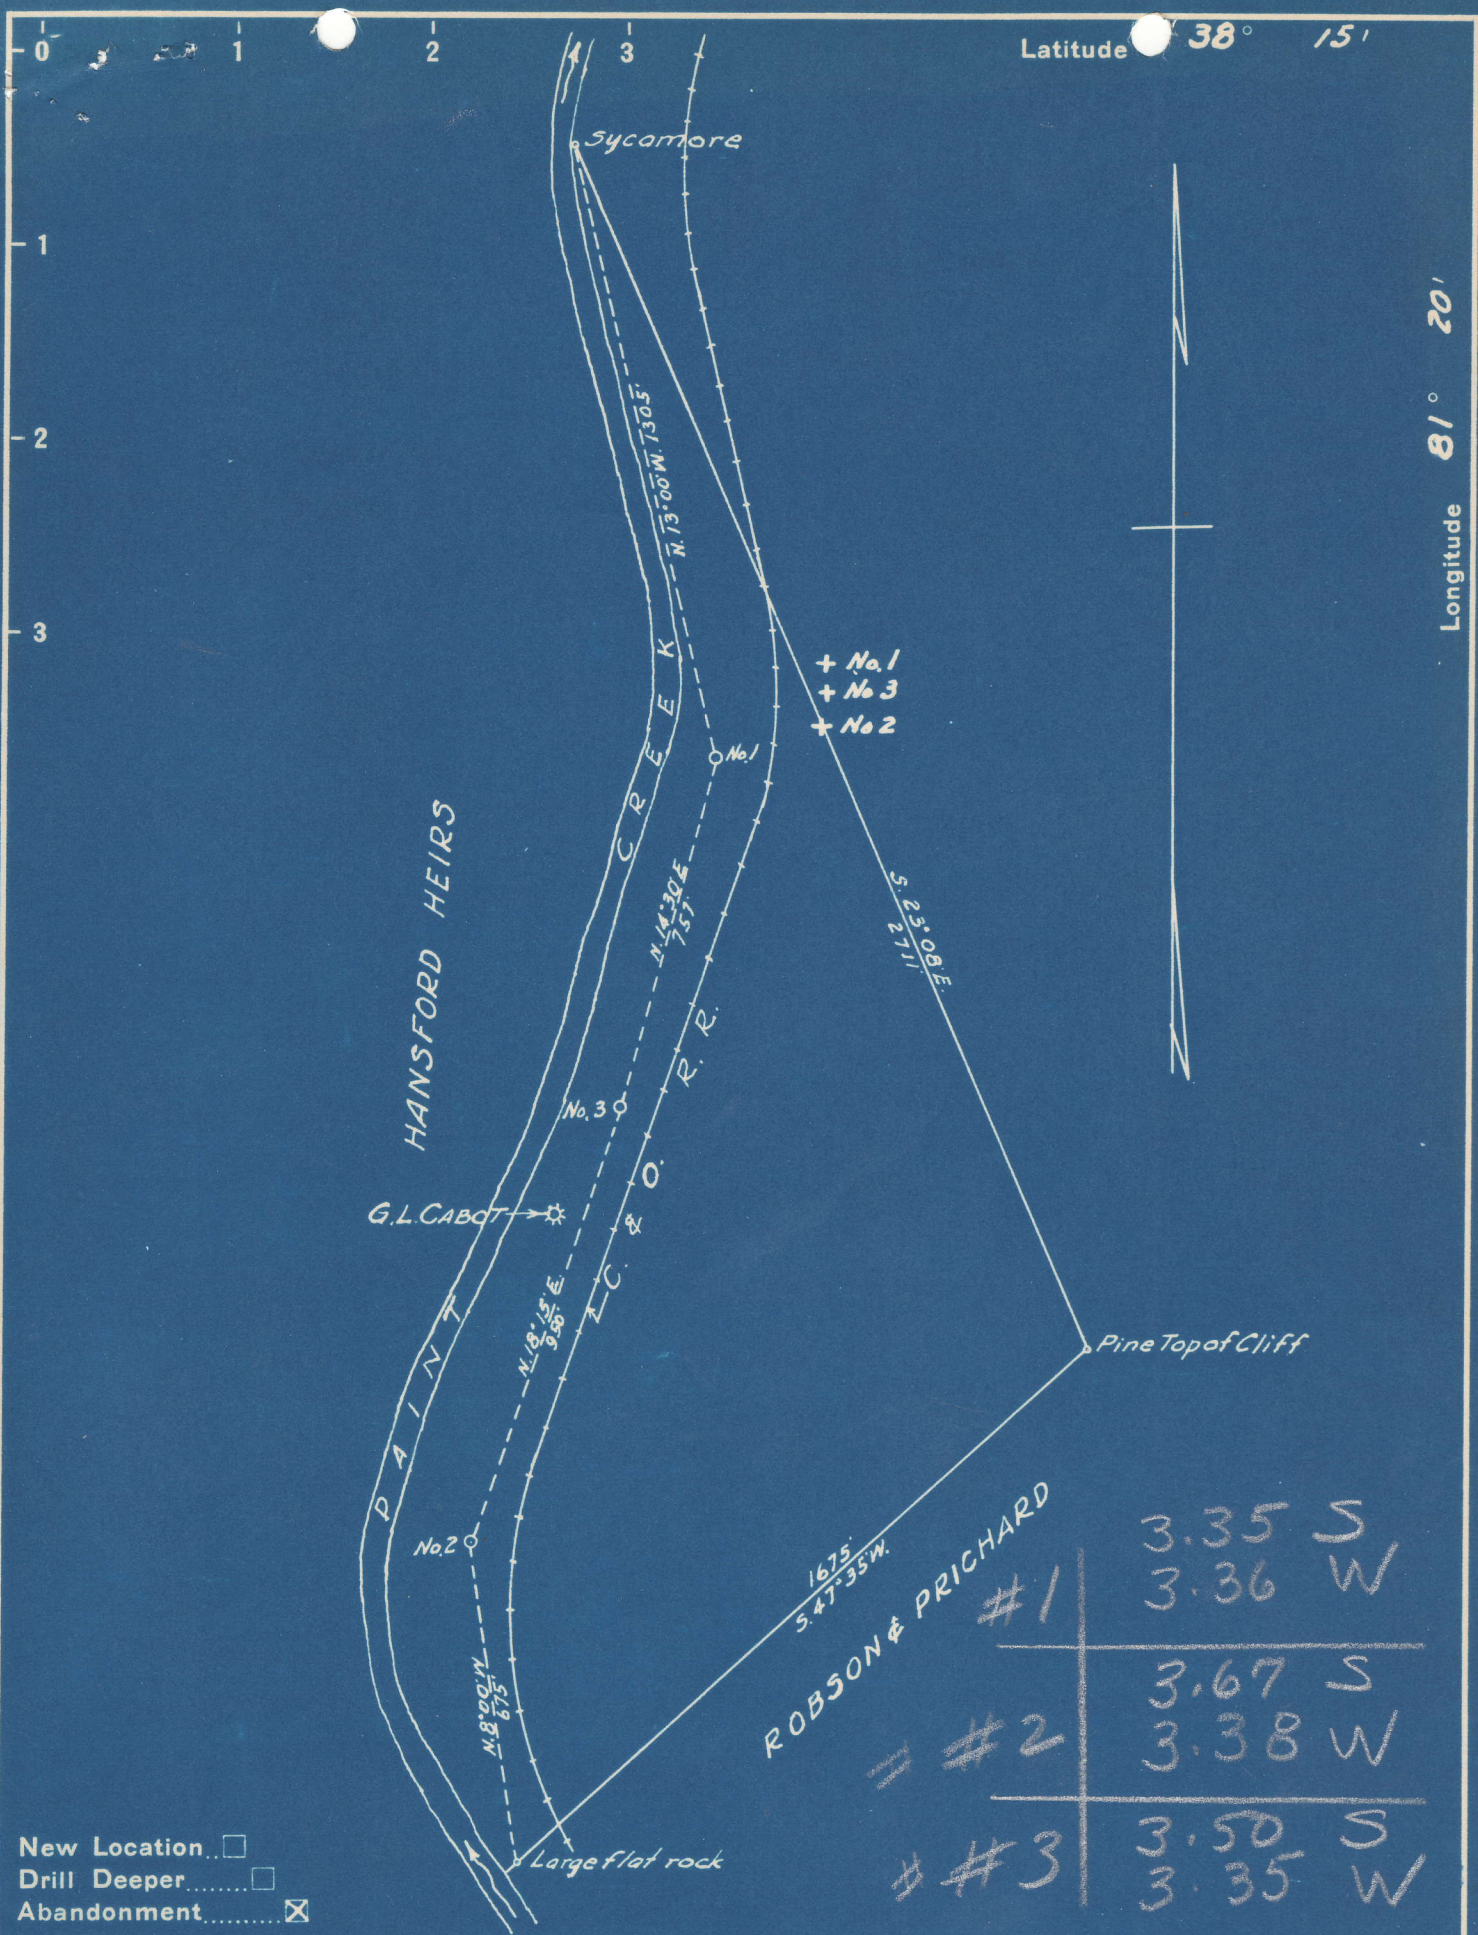 0 1 2 3
Latitude 38° 15'
1
2
3
Longitude 81° 20'
Sycamore
N. 13°00' W. 1305'
+ No. 1
+ No 3
+ No 2
No. 1
HANSFORD HEIRS
PAINT CREEK
N. 14°30' E.
757'
S. 23°08' E.
2711'
No. 3
C. & O. R. R.
G. L. CABOT
N. 18°15' E.
950'
Pine Top of Cliff
No. 2
1675'
S. 47°35' W.
ROBSON & PRICHARD
N. 8°00' W.
675'
Large flat rock
#1 3.35 S
3.36 W
#2 3.67 S
3.38 W
#3 3.50 S
3.35 W
New Location.. ☐
Drill Deeper........ ☐
Abandonment.......... ☒